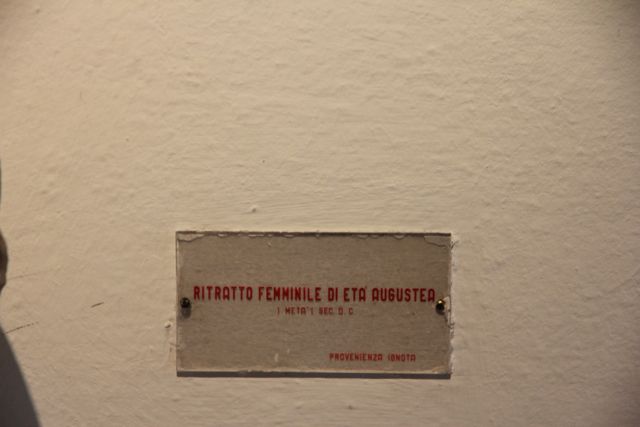 RITRATTO FEMMINILE DI ETA' AUGUSTEA
I META' I SEC. D. C
PROVENIENZA IGNOTA